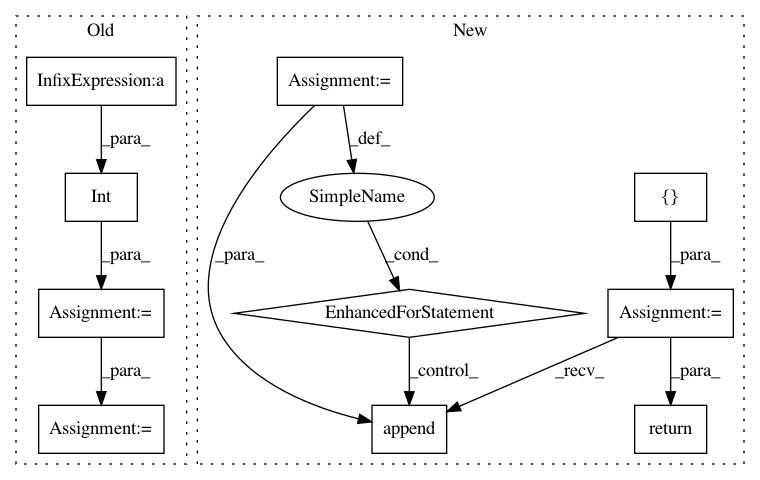 Old
New
InfixExpression:a
Assignment:=
_para_
_def_
Int
SimpleName
{}
_para_
_para_
_cond_
_para_
Assignment:=
EnhancedForStatement
Assignment:=
_para_
_control_
_recv_
_para_
Assignment:=
append
return